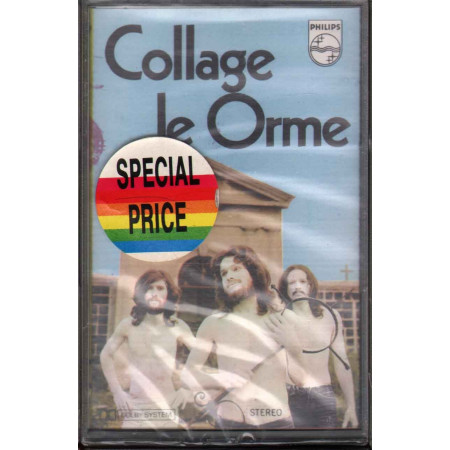 PHILIPS
Collage
le Orme
SPECIAL
PRICE
STEREO